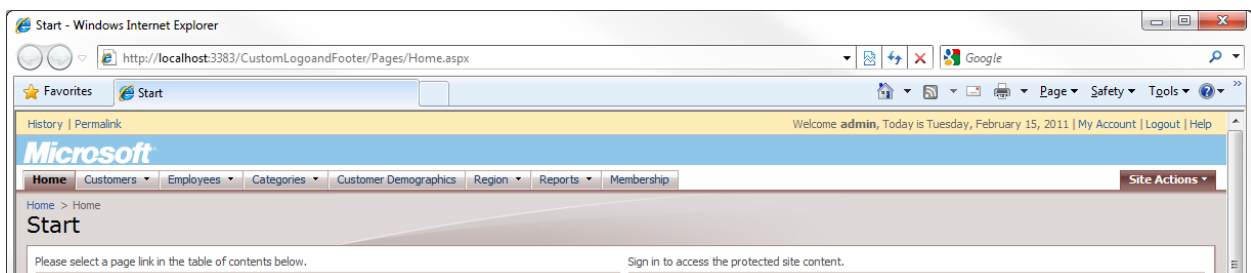 Start - Windows Internet Explorer
http://localhost:3383/CustomLogoandFooter/Pages/Home.aspx
Google
Favorites Start Page Safety Tools
History | Permalink Welcome admin, Today is Tuesday, February 15, 2011 | My Account | Logout | Help
Microsoft
Home Customers Employees Categories Customer Demographics Region Reports Membership Site Actions
Home > Home
Start
Please select a page link in the table of contents below. Sign in to access the protected site content.